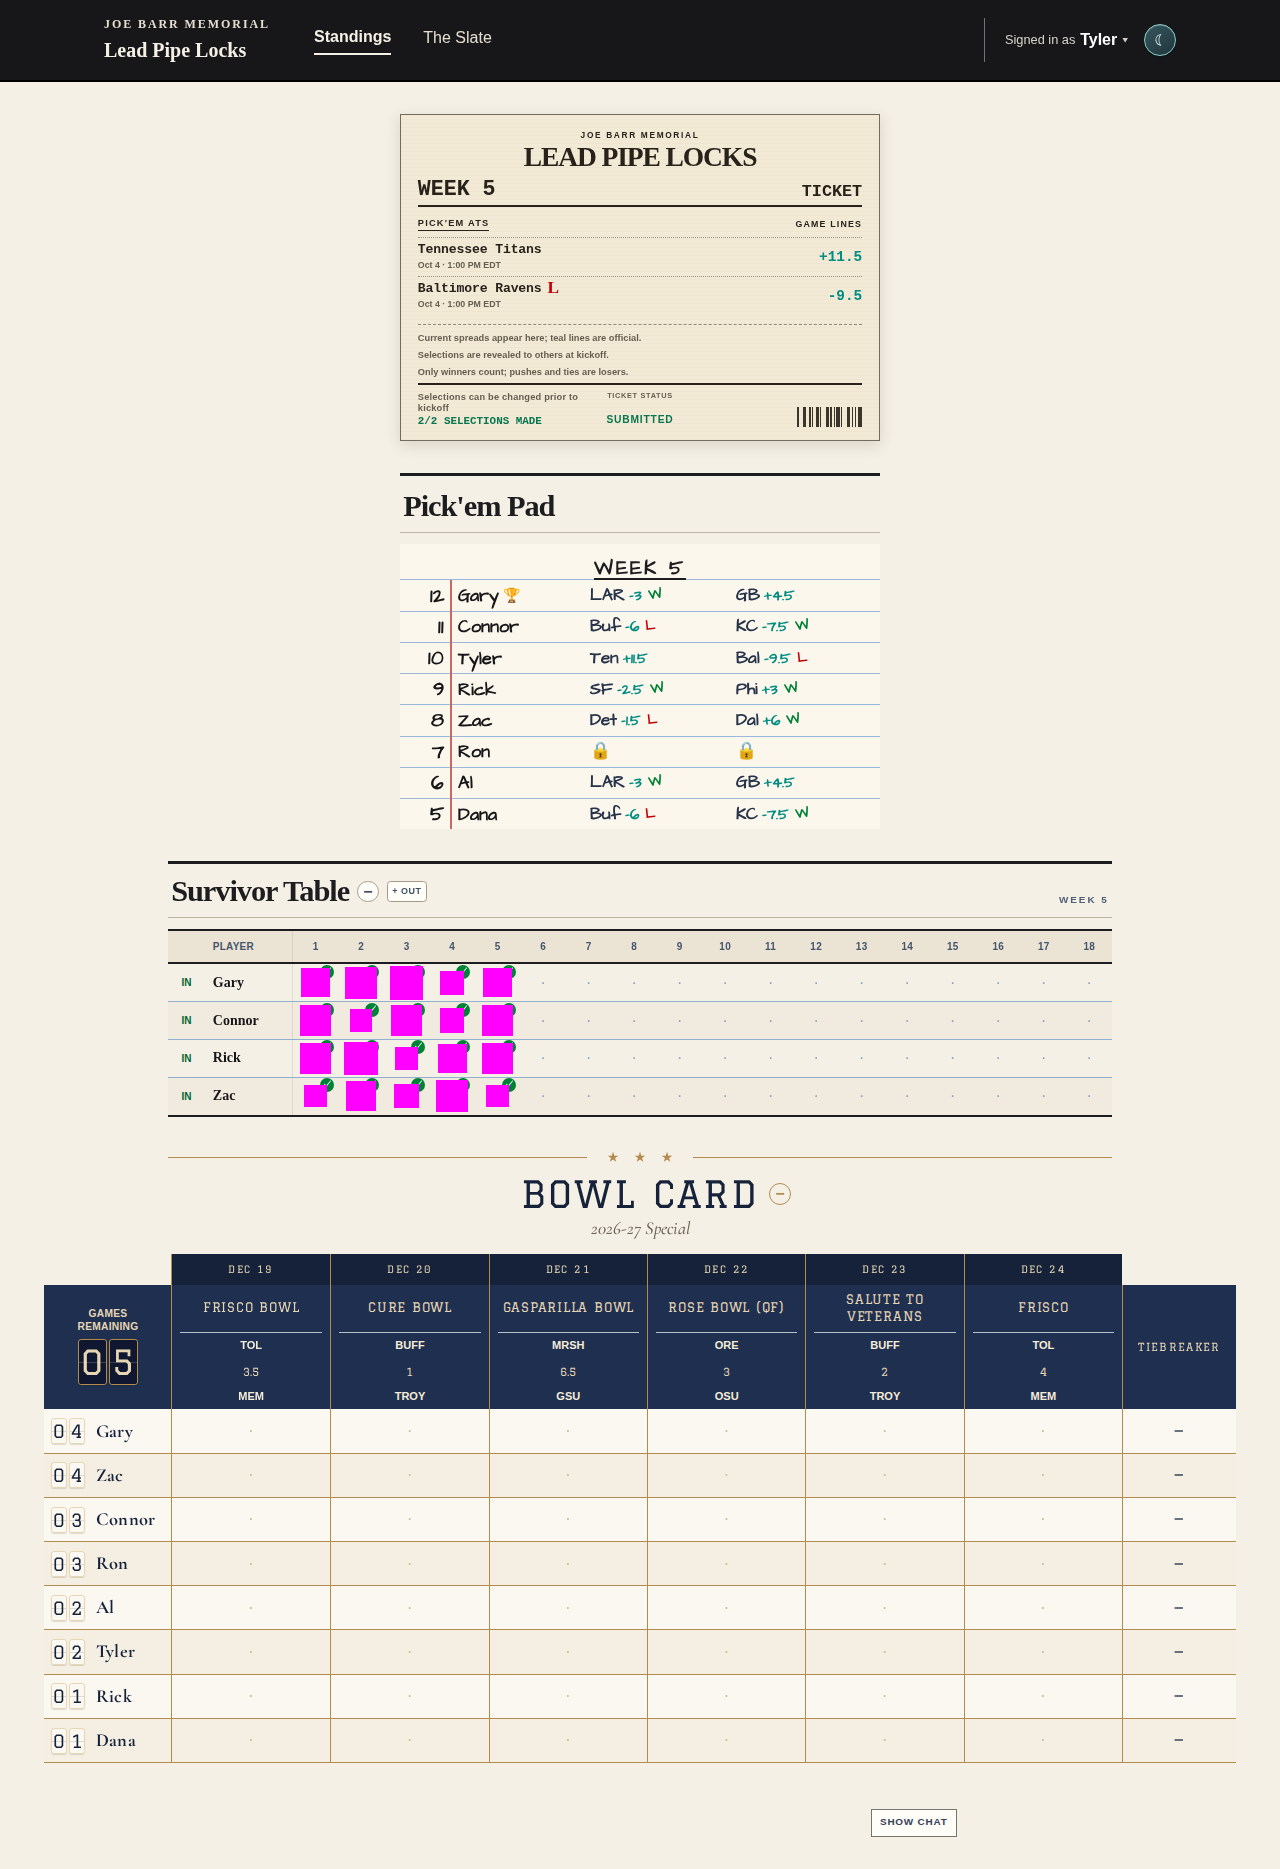 JOE BARR MEMORIAL
Lead Pipe Locks
Standings
The Slate
Signed in as Tyler ▾
☾
JOE BARR MEMORIAL
LEAD PIPE LOCKS
WEEK 5 TICKET
PICK'EM ATS GAME LINES
Tennessee Titans +11.5
Oct 4 · 1:00 PM EDT
Baltimore Ravens L -9.5
Oct 4 · 1:00 PM EDT
Current spreads appear here; teal lines are official.
Selections are revealed to others at kickoff.
Only winners count; pushes and ties are losers.
Selections can be changed prior to
kickoff
2/2 SELECTIONS MADE
TICKET STATUS
SUBMITTED
Pick'em Pad
WEEK 5
12 Gary 🏆 LAR -3 W GB +4.5
11 Connor Buf -6 L KC -7.5 W
10 Tyler Ten +11.5 Bal -9.5 L
9 Rick SF -2.5 W Phi +3 W
8 Zac Det -1.5 L Dal +6 W
7 Ron 🔒 🔒
6 Al LAR -3 W GB +4.5
5 Dana Buf -6 L KC -7.5 W
Survivor Table − + OUT WEEK 5
PLAYER 1 2 3 4 5 6 7 8 9 10 11 12 13 14 15 16 17 18
IN Gary ✓ ✓ ✓ · · · · · · · · · · · · ·
IN Connor ✓ ✓ · · · · · · · · · · · · ·
IN Rick ✓ · · · · · · · · · · · · ·
IN Zac ✓ ✓ ✓ · · · · · · · · · · · · ·
★ ★ ★
BOWL CARD −
2026-27 Special
DEC 19 DEC 20 DEC 21 DEC 22 DEC 23 DEC 24
GAMES
REMAINING
05
FRISCO BOWL CURE BOWL GASPARILLA BOWL ROSE BOWL (QF) SALUTE TO
VETERANS FRISCO
TOL BUFF MRSH ORE BUFF TOL
3.5 1 6.5 3 2 4
MEM TROY GSU OSU TROY MEM
TIEBREAKER
04 Gary · · · · · · —
04 Zac · · · · · · —
03 Connor · · · · · · —
03 Ron · · · · · · —
02 Al · · · · · · —
02 Tyler · · · · · · —
01 Rick · · · · · · —
01 Dana · · · · · · —
SHOW CHAT